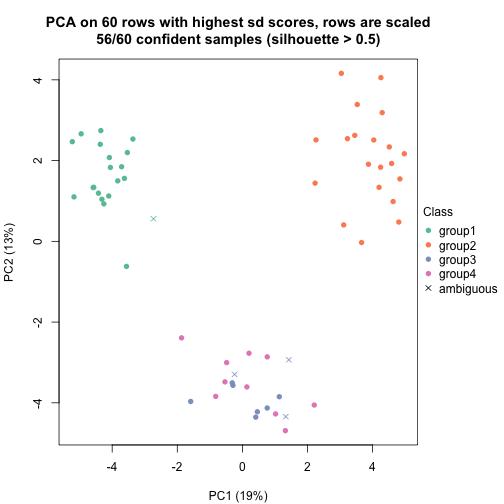 PCA on 60 rows with highest sd scores, rows are scaled
56/60 confident samples (silhouette > 0.5)
4
2
0
-2
-4
PC2 (13%)
-4
-2
0
2
4
PC1 (19%)
Class
group1
group2
group3
group4
ambiguous